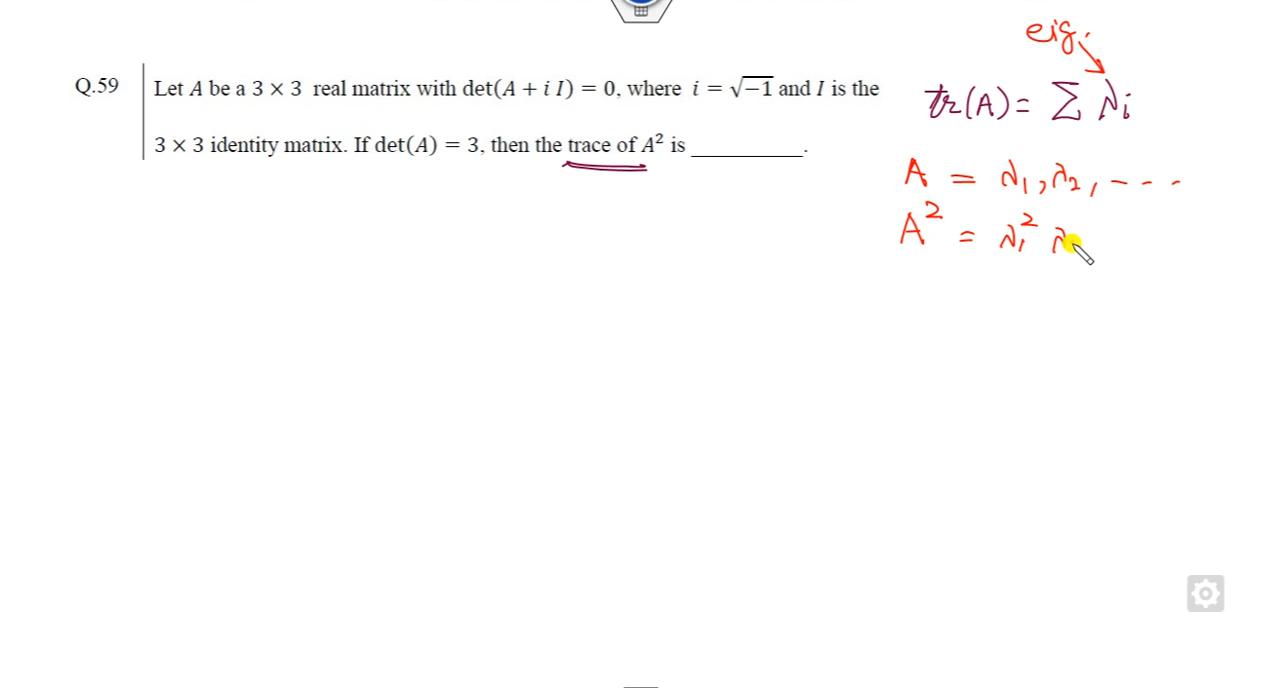 eig.
Q.59 Let A be a 3 × 3 real matrix with det(A + i I) = 0, where i = √−1 and I is the
tr(A) = Σ λi
3 × 3 identity matrix. If det(A) = 3, then the trace of A² is __________.
A = λ1, λ2, - - - -
A² = λ1² λ